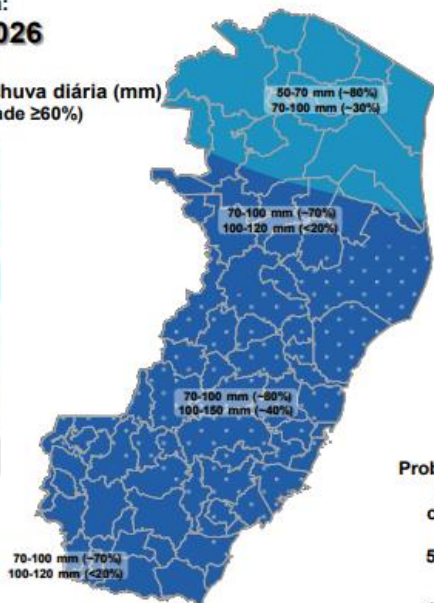 026
huva diária (mm)
de ≥60%)
50-70 mm (~80%)
70-100 mm (~30%)
70-100 mm (~70%)
100-120 mm (<20%)
70-100 mm (~80%)
100-150 mm (~40%)
Prob
c
5
70-100 mm (~70%)
100-120 mm (<20%)